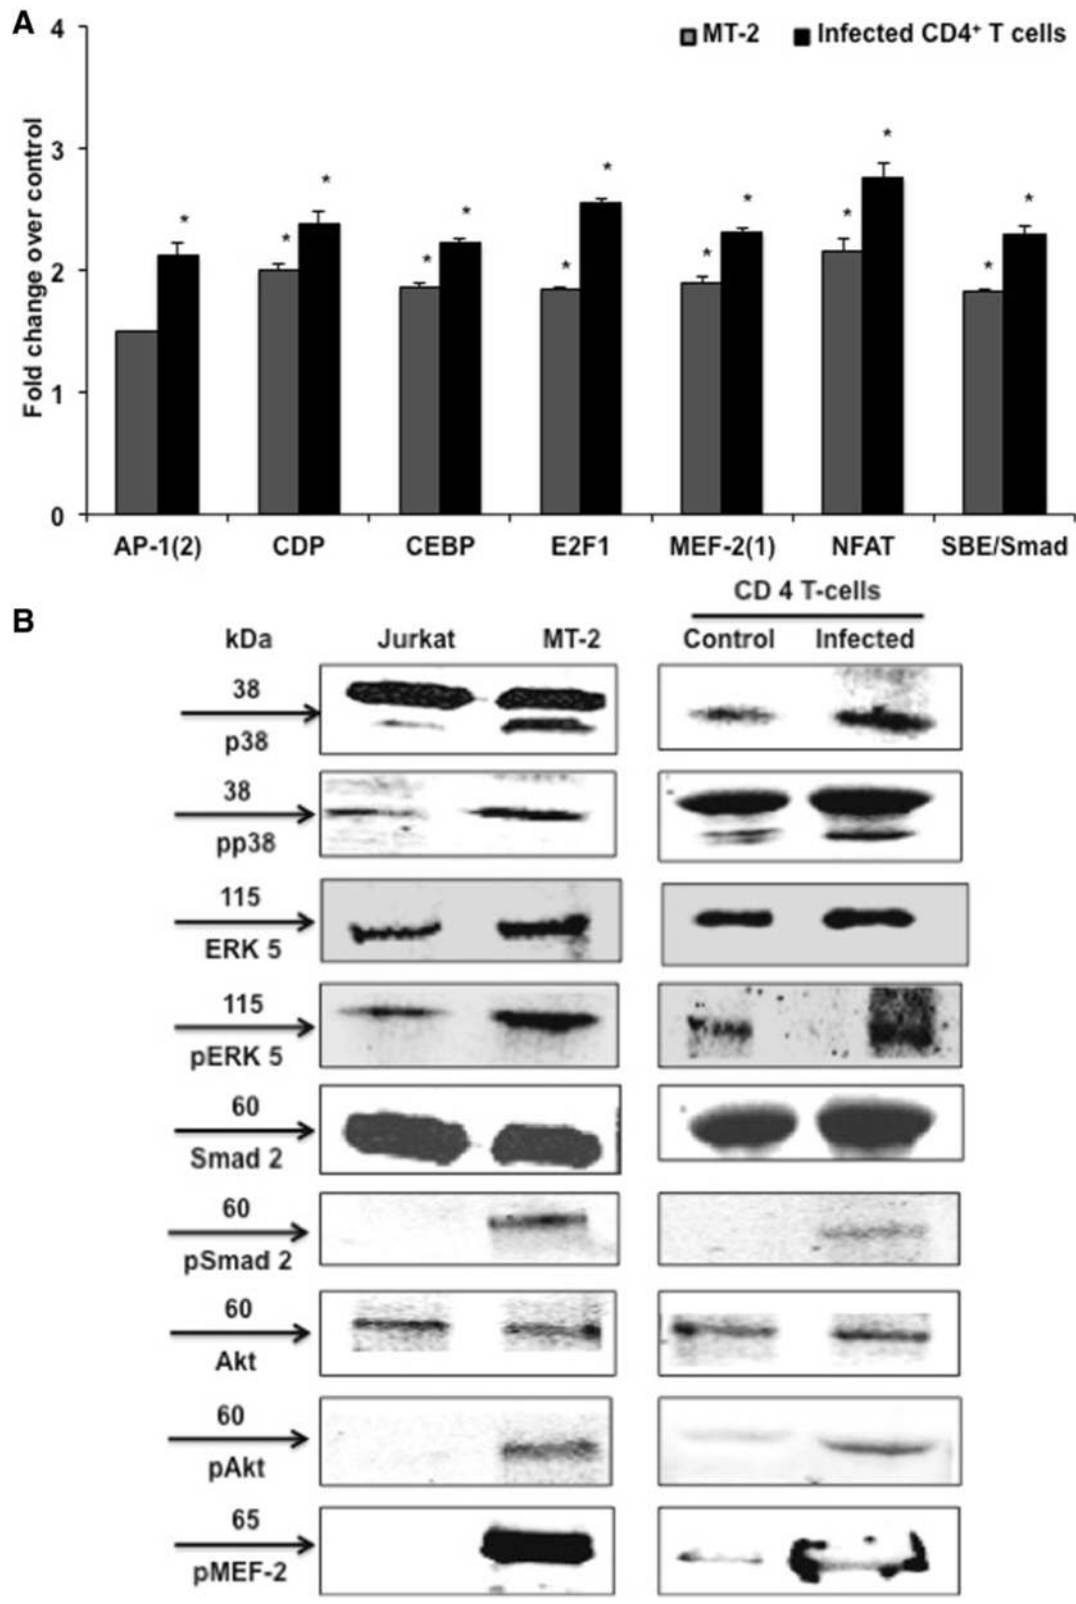 A
4
MT-2 Infected CD4+ T cells
3
2
1
0
Fold change over control
* * * * * * * * * * * * *
AP-1(2) CDP CEBP E2F1 MEF-2(1) NFAT SBE/Smad
B
CD 4 T-cells
kDa Jurkat MT-2 Control Infected
38
p38
38
pp38
115
ERK 5
115
pERK 5
60
Smad 2
60
pSmad 2
60
Akt
60
pAkt
65
pMEF-2